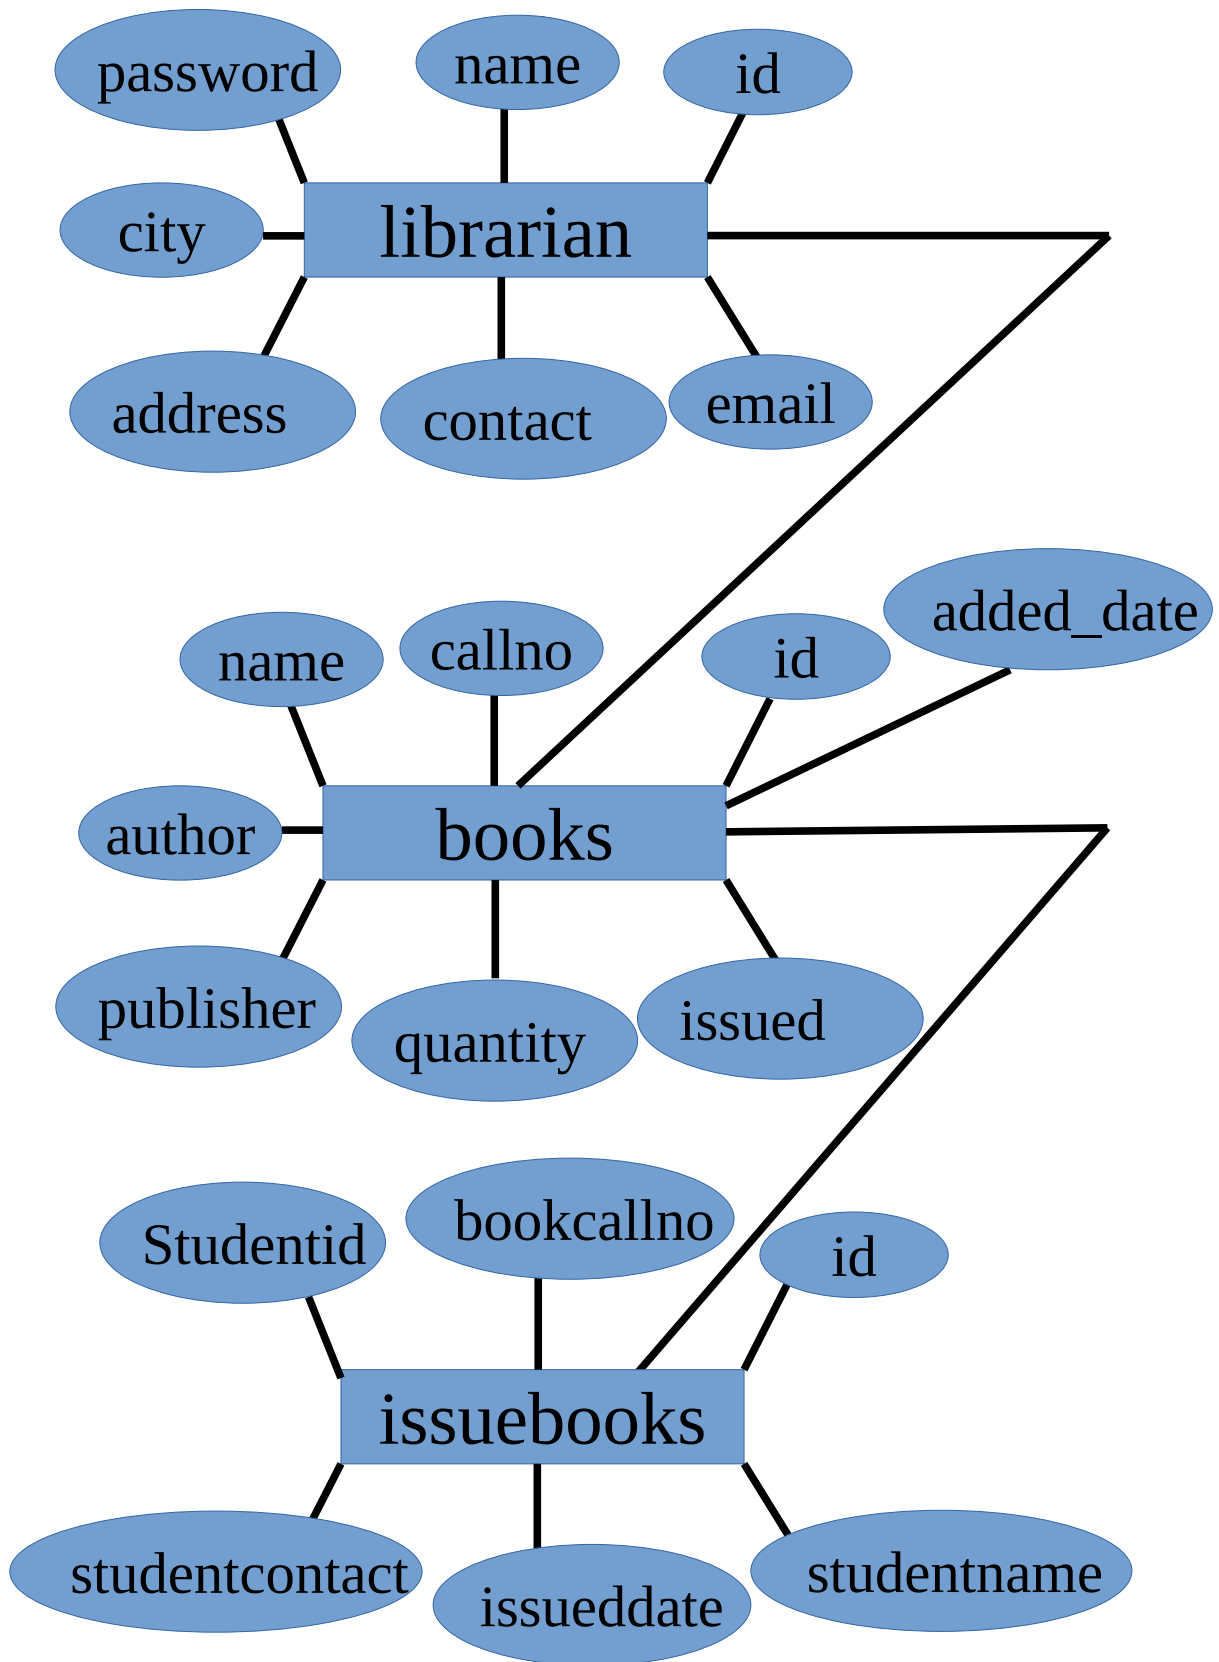 password
name
id
city
librarian
address
contact
email
added_date
name
callno
id
author
books
publisher
quantity
issued
Studentid
bookcallno
id
issuebooks
studentcontact
issueddate
studentname